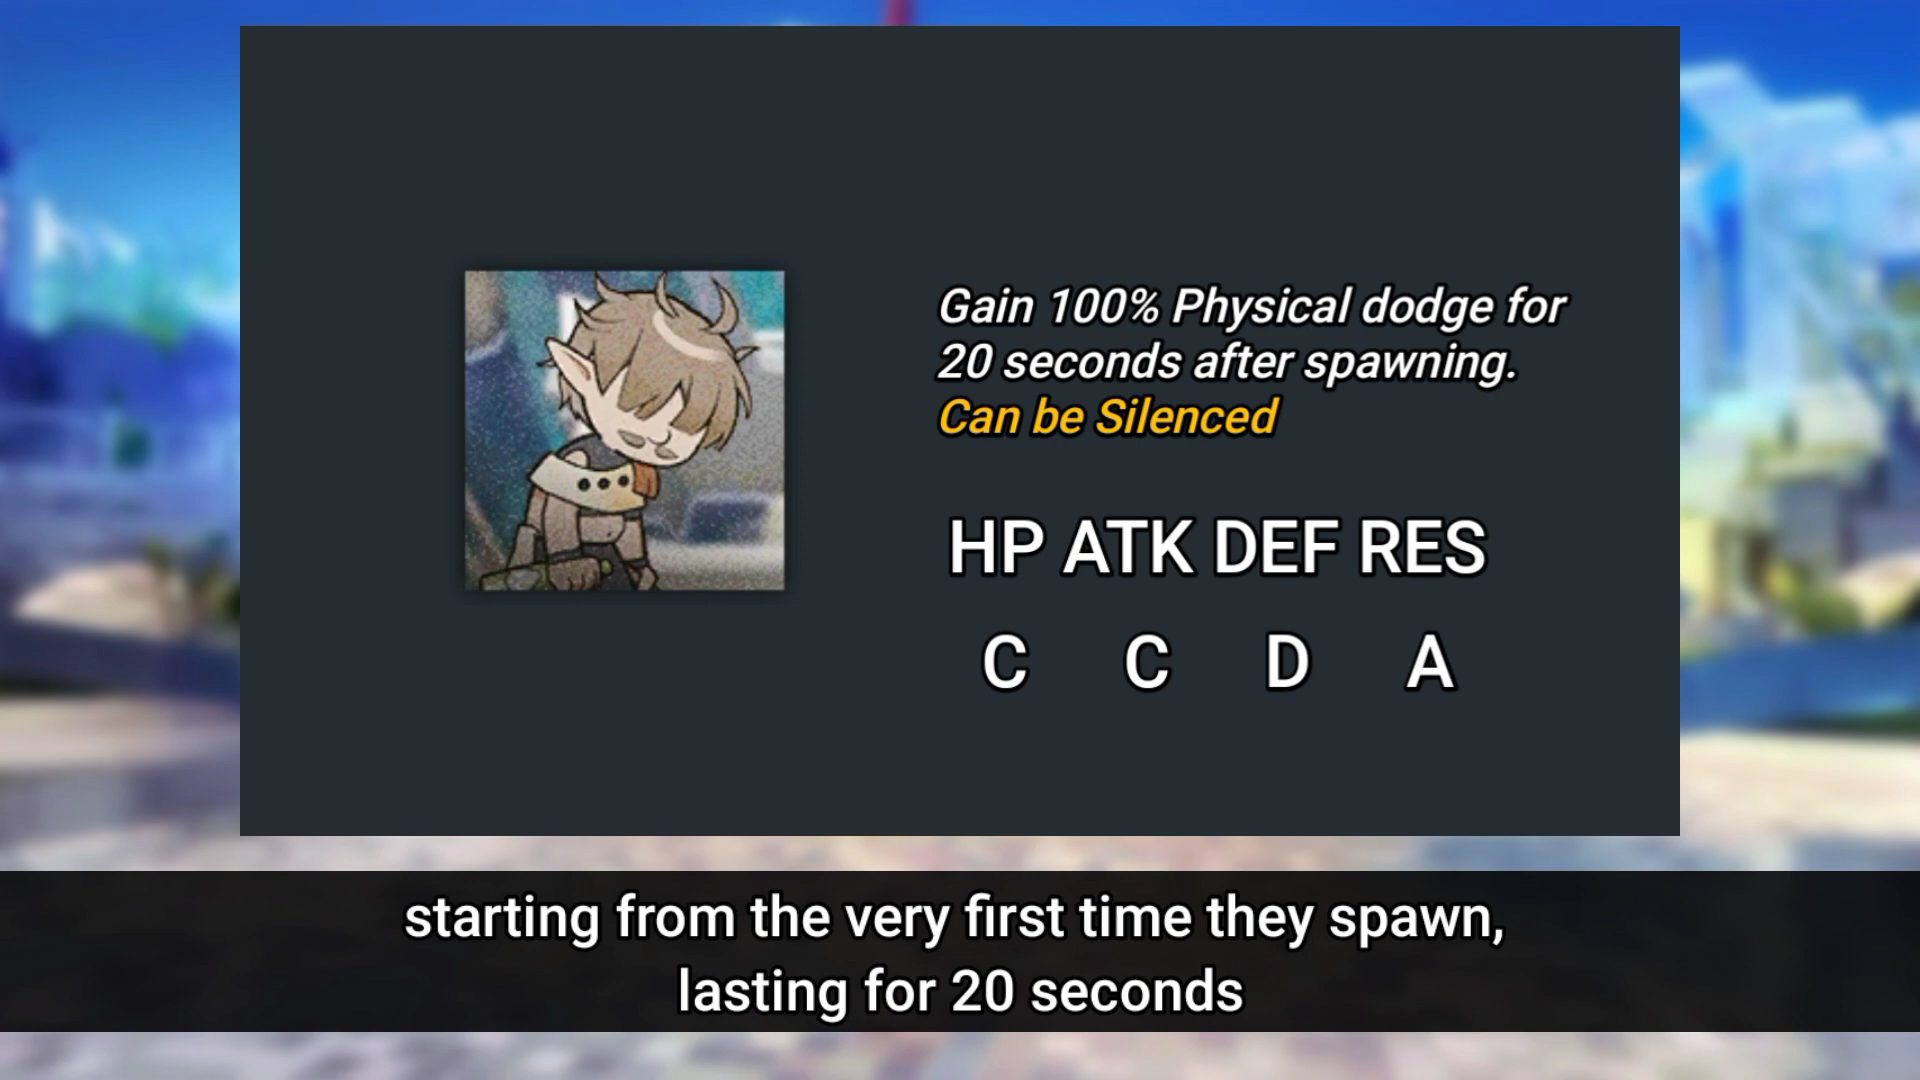 Gain 100% Physical dodge for
20 seconds after spawning.
Can be Silenced
HP ATK DEF RES
C C D A
starting from the very first time they spawn,
lasting for 20 seconds